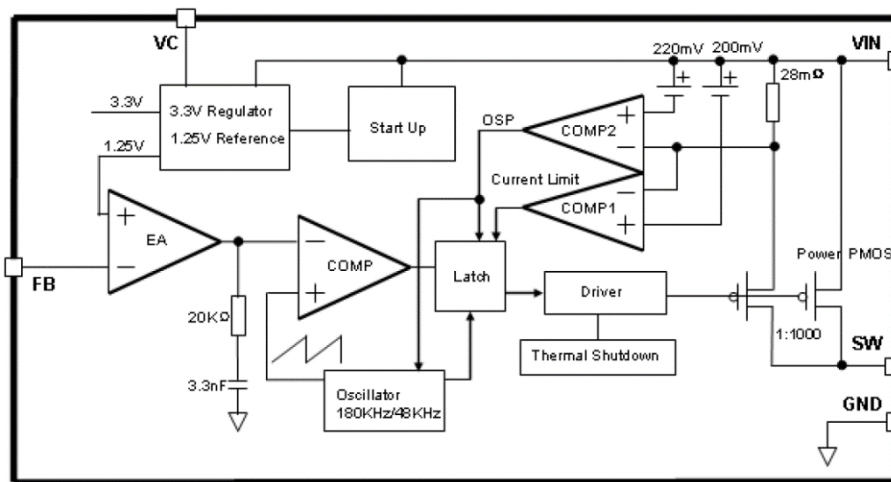 VC
220mV
200mV
VIN
28mΩ
3.3V
3.3V Regulator
1.25V Reference
Start Up
OSP
+
COMP2
−
+
+
1.25V
Current Limit
−
COMP1
+
+
EA
−
FB
−
COMP
+
Latch
Driver
Power PMOS
20KΩ
1:1000
SW
Thermal Shutdown
3.3nF
Oscillator
180KHz/48KHz
GND